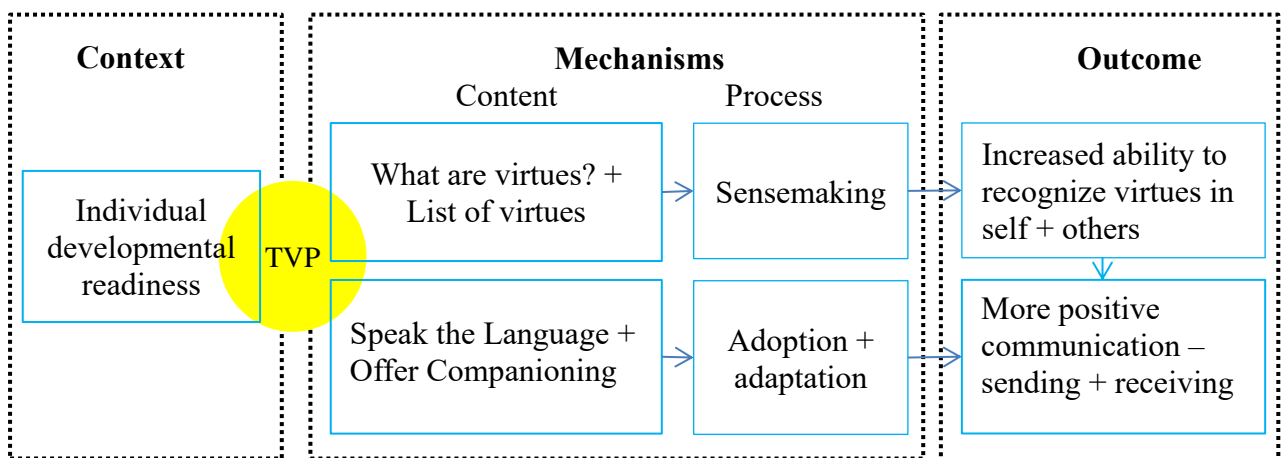 Context
Mechanisms
Outcome
Content
Process
Individual
developmental
readiness
TVP
What are virtues? +
List of virtues
Sensemaking
Increased ability to
recognize virtues in
self + others
Speak the Language +
Offer Companioning
Adoption +
adaptation
More positive
communication –
sending + receiving